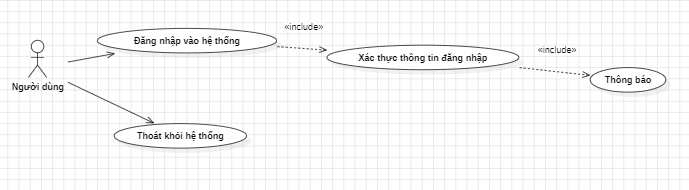 «include»
Đăng nhập vào hệ thống
«include»
Xác thực thông tin đăng nhập
Thông báo
Người dùng
Thoát khỏi hệ thống